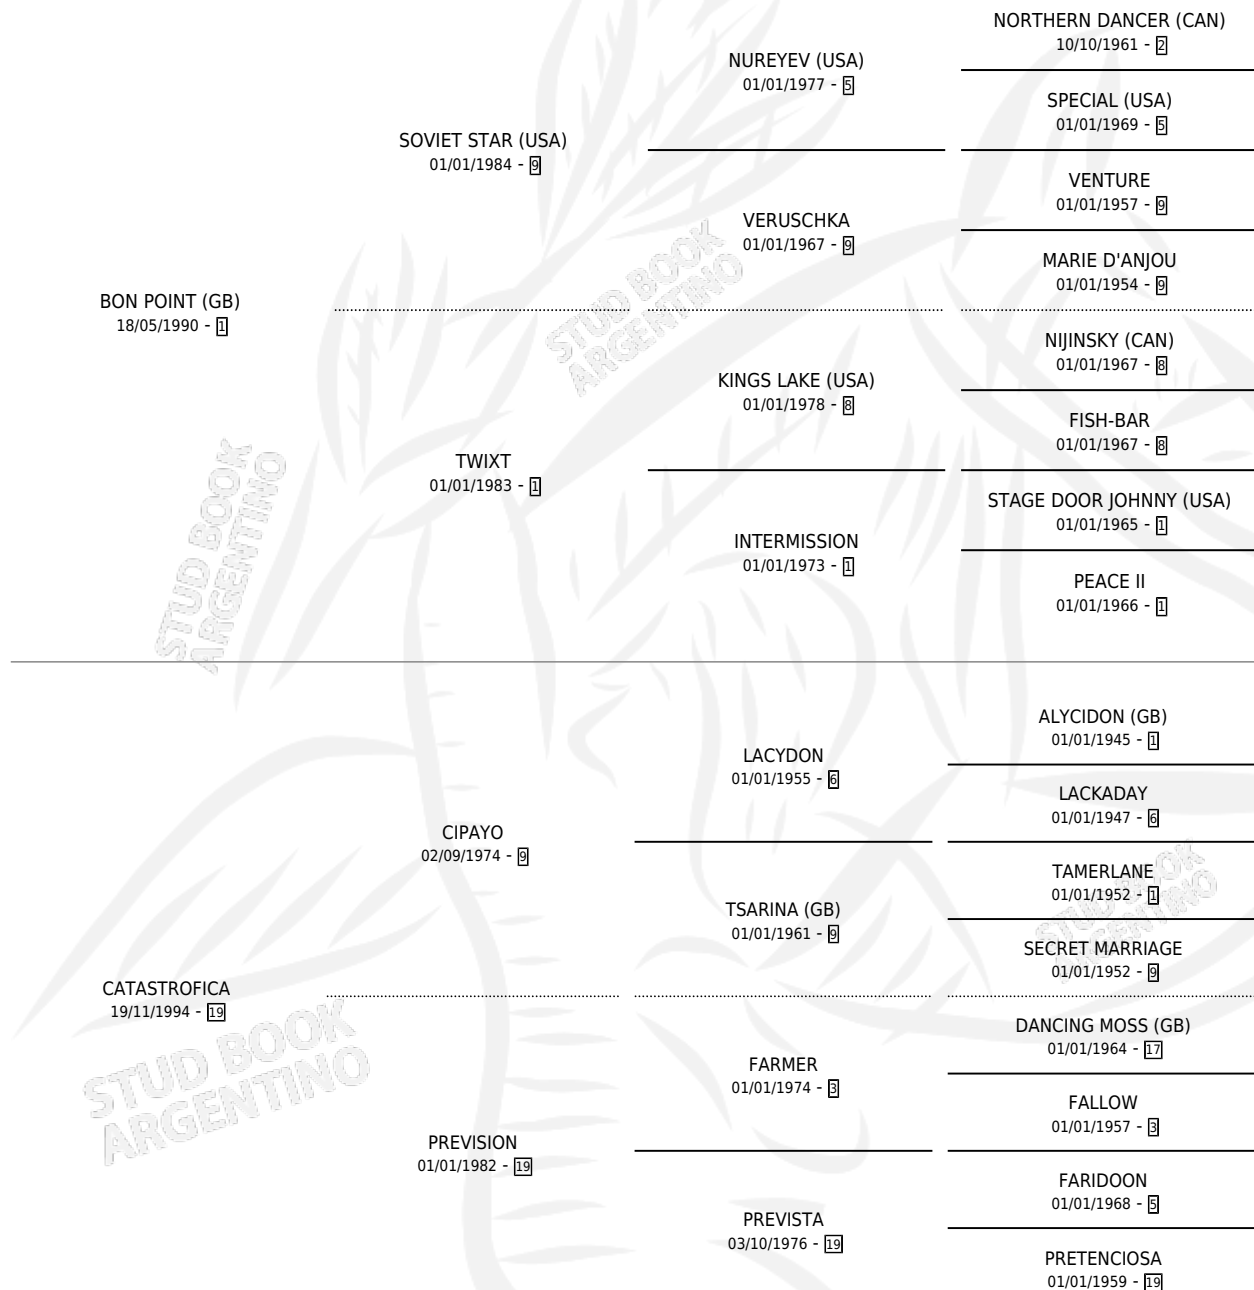 NORTHERN DANCER (CAN)
10/10/1961 - 2
NUREYEV (USA)
01/01/1977 - 5
SPECIAL (USA)
01/01/1969 - 5
SOVIET STAR (USA)
01/01/1984 - 9
VENTURE
01/01/1957 - 9
VERUSCHKA
01/01/1967 - 9
MARIE D'ANJOU
01/01/1954 - 9
BON POINT (GB)
18/05/1990 - 1
NIJINSKY (CAN)
01/01/1967 - 8
KINGS LAKE (USA)
01/01/1978 - 8
FISH-BAR
01/01/1967 - 8
TWIXT
01/01/1983 - 1
STAGE DOOR JOHNNY (USA)
01/01/1965 - 1
INTERMISSION
01/01/1973 - 1
PEACE II
01/01/1966 - 1
ALYCIDON (GB)
01/01/1945 - 1
LACYDON
01/01/1955 - 6
LACKADAY
01/01/1947 - 6
CIPAYO
02/09/1974 - 9
TAMERLANE
01/01/1952 - 1
TSARINA (GB)
01/01/1961 - 9
SECRET MARRIAGE
01/01/1952 - 9
CATASTROFICA
19/11/1994 - 19
DANCING MOSS (GB)
01/01/1964 - 17
FARMER
01/01/1974 - 3
FALLOW
01/01/1957 - 3
PREVISION
01/01/1982 - 19
FARIDOON
01/01/1968 - 5
PREVISTA
03/10/1976 - 19
PRETENCIOSA
01/01/1959 - 19
STUD BOOK
ARGENTINO
STUD BOOK
ARGENTINO
STUD BOOK
ARGENTINO
STUD BOOK
ARGENTINO